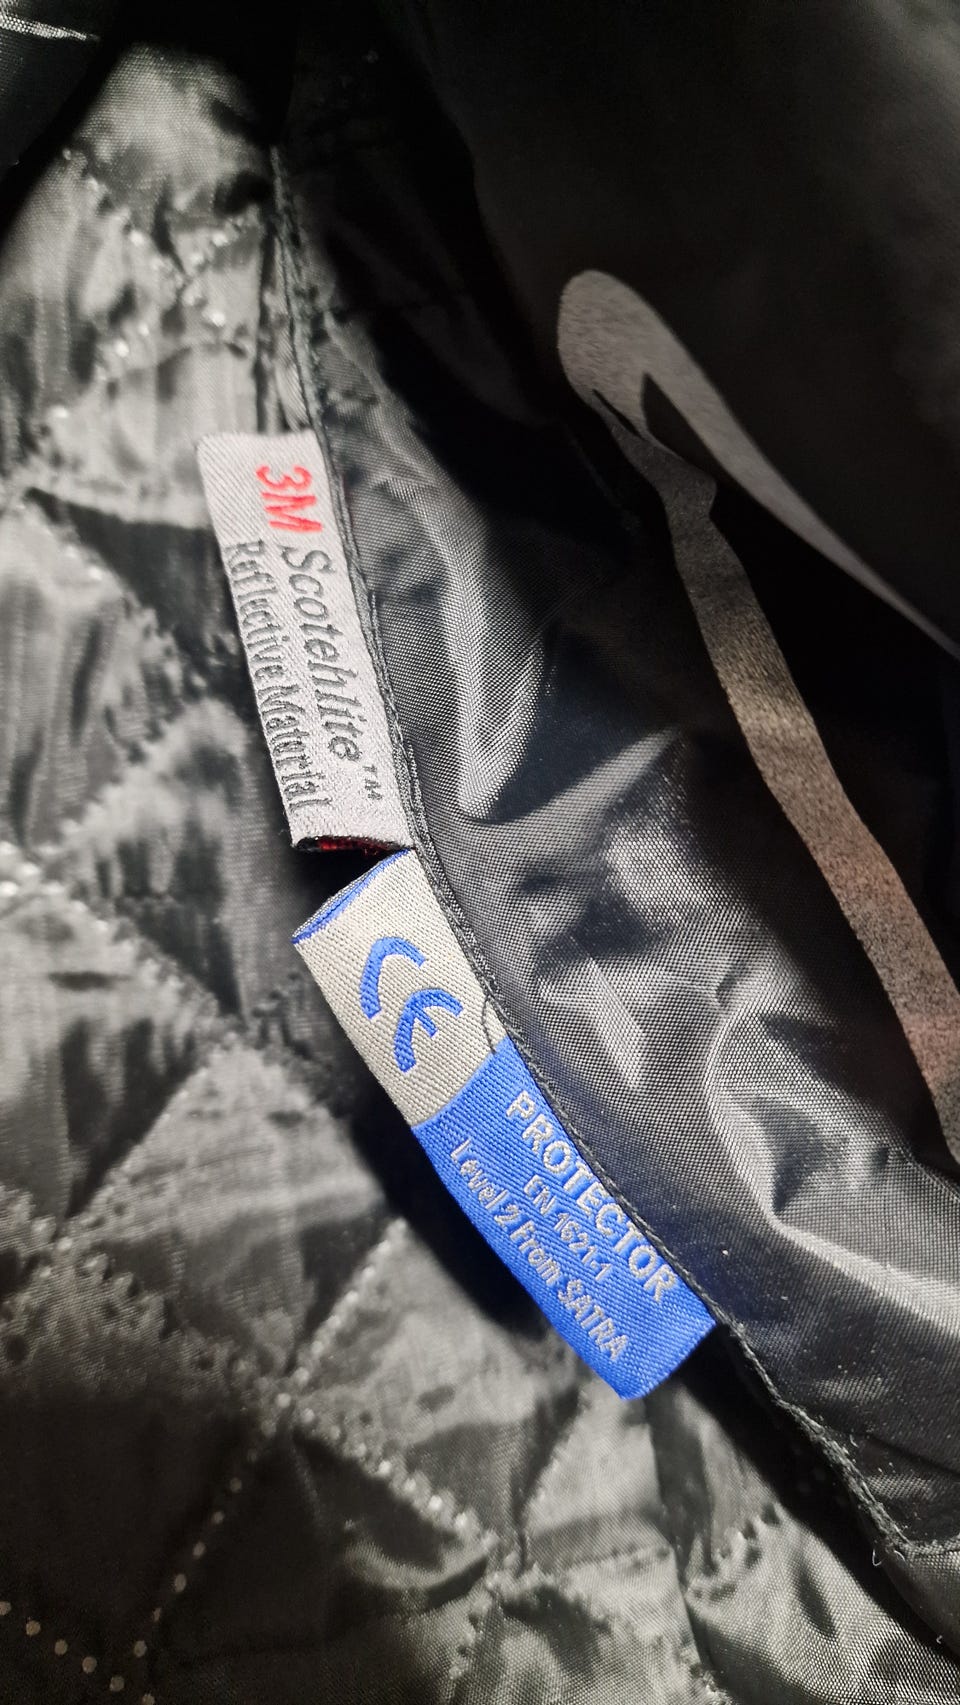 3M Scotchlite™
Reflective Material
CE
PROTECTOR
EN 1621-1
Level 2 From SATRA